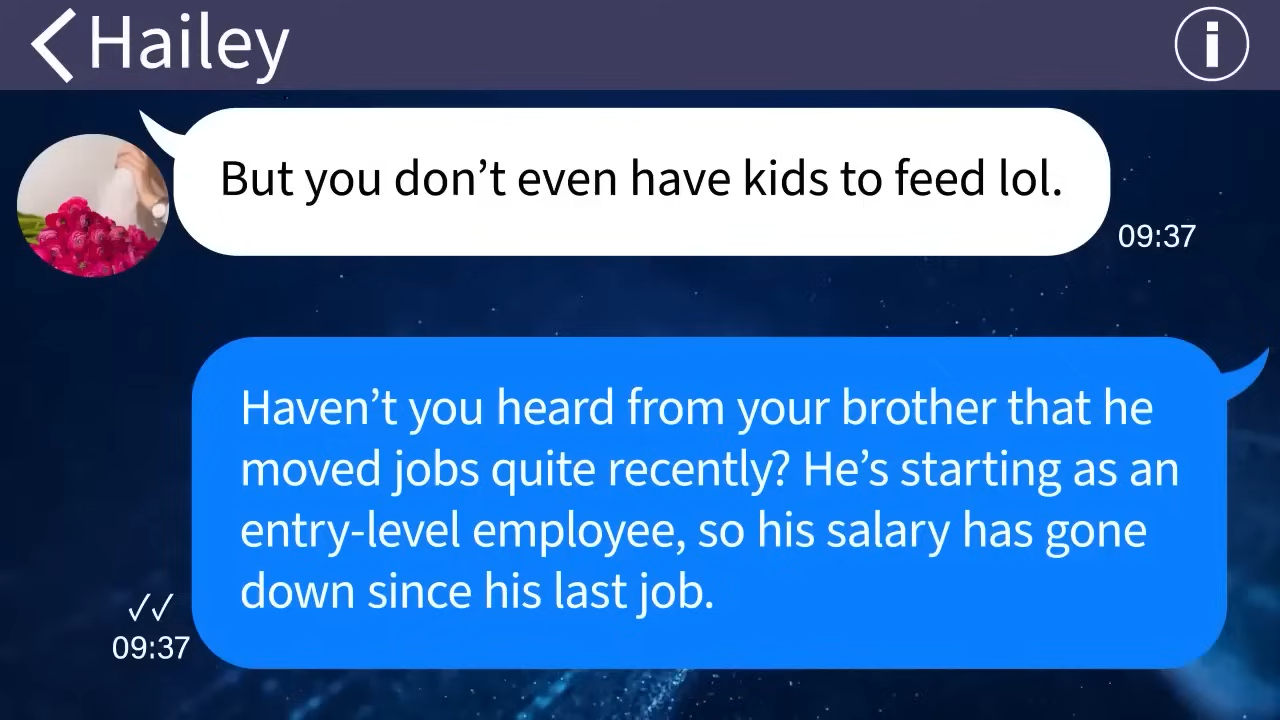 Hailey
But you don’t even have kids to feed lol.
09:37
Haven’t you heard from your brother that he
moved jobs quite recently? He’s starting as an
entry-level employee, so his salary has gone
down since his last job.
09:37